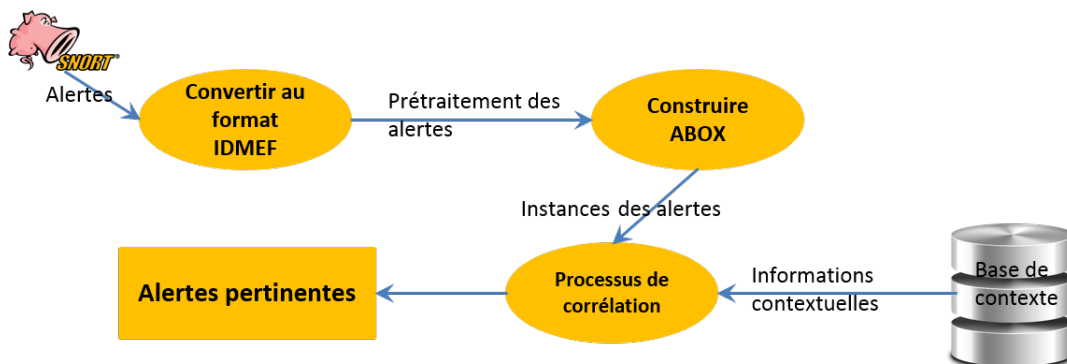 SNORT®
Alertes
Convertir au
format
IDMEF
Prétraitement des
alertes
Construire
ABOX
Instances des alertes
Alertes pertinentes
Processus de
corrélation
Informations
contextuelles
Base de
contexte